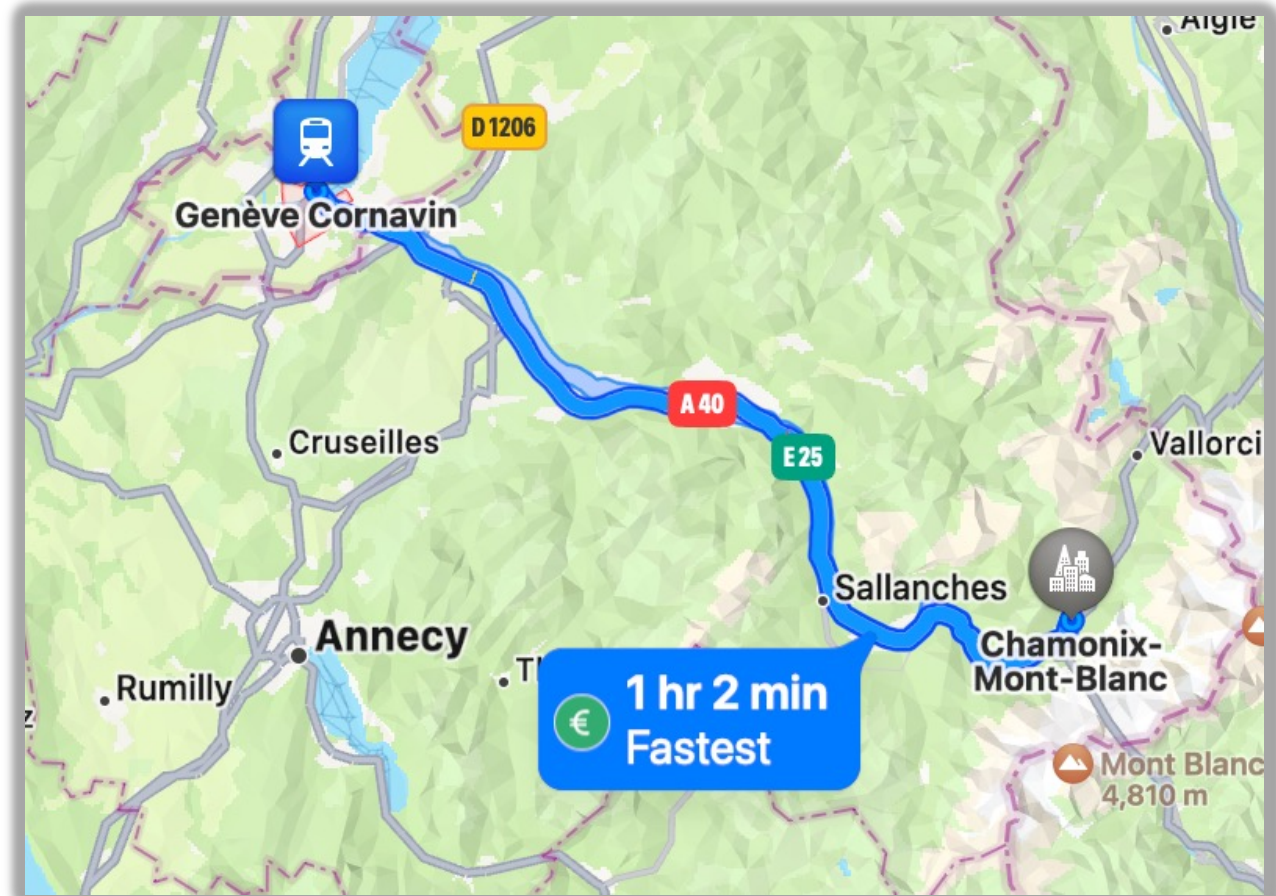 Aigle
D 1206
Genève Cornavin
A 40
Cruseilles
E 25
Vallorci
Sallanches
Annecy
Chamonix-
Mont-Blanc
Rumilly
€
1 hr 2 min
Fastest
Mont Blanc
4,810 m